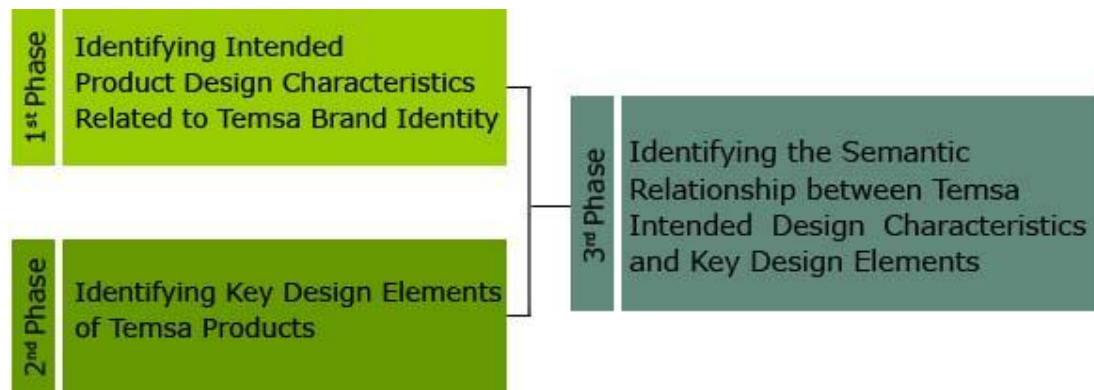 1st Phase
Identifying Intended
Product Design Characteristics
Related to Temsa Brand Identity
2nd Phase
Identifying Key Design Elements
of Temsa Products
3rd Phase
Identifying the Semantic
Relationship between Temsa
Intended Design Characteristics
and Key Design Elements